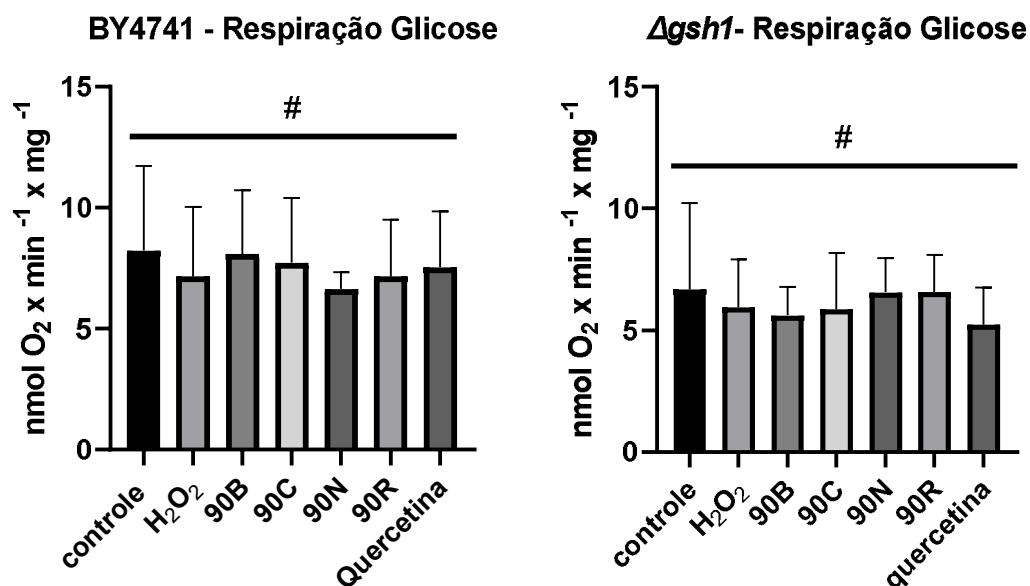 BY4741 - Respiração Glicose
nmol O₂ x min ⁻¹ x mg ⁻¹
15
10
5
0
#
controle
H₂O₂
90B
90C
90N
90R
Quercetina
Δgsh1- Respiração Glicose
nmol O₂ x min ⁻¹ x mg ⁻¹
15
10
5
0
#
controle
H₂O₂
90B
90C
90N
90R
quercetina